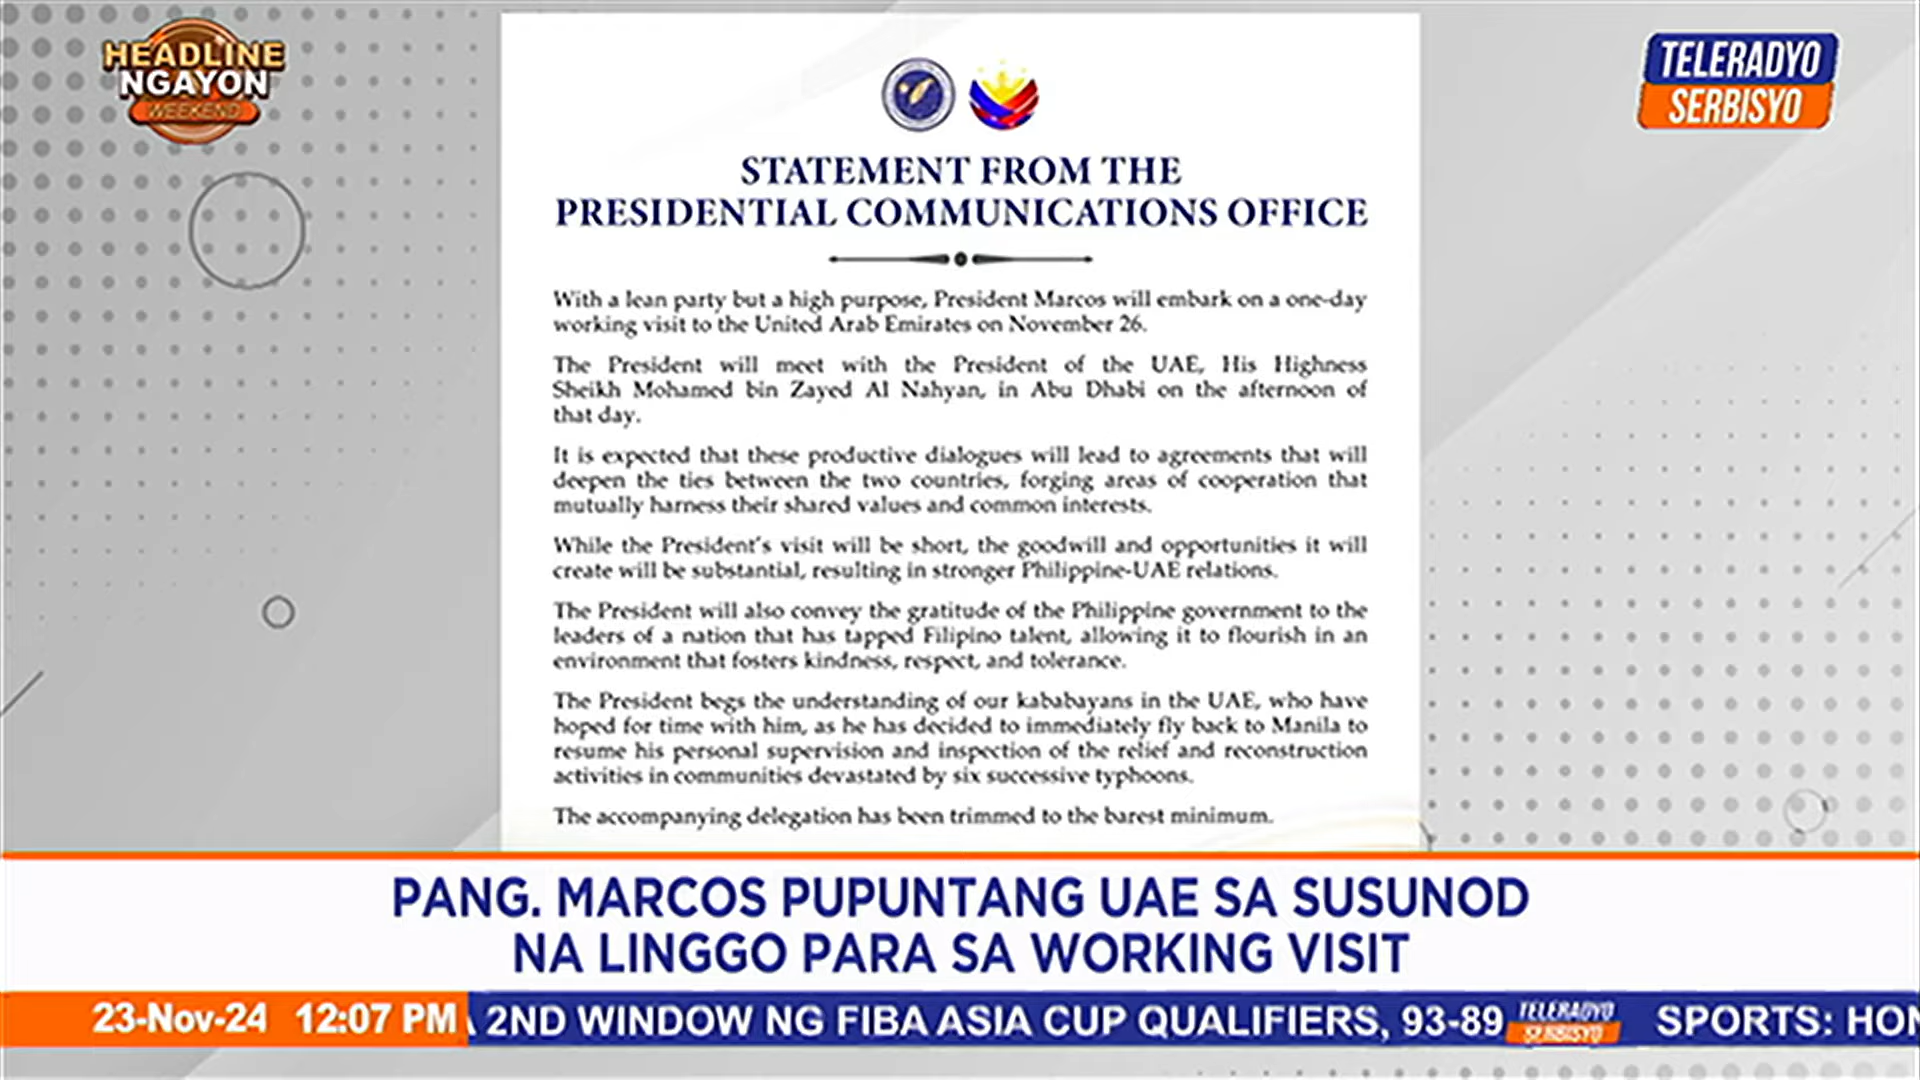 HEADLINE
NGAYON
WEEKEND
TELERADYO
SERBISYO
STATEMENT FROM THE
PRESIDENTIAL COMMUNICATIONS OFFICE
With a lean party but a high purpose, President Marcos will embark on a one-day
working visit to the United Arab Emirates on November 26.
The President will meet with the President of the UAE, His Highness
Sheikh Mohamed bin Zayed Al Nahyan, in Abu Dhabi on the afternoon of
that day.
It is expected that these productive dialogues will lead to agreements that will
deepen the ties between the two countries, forging areas of cooperation that
mutually harness their shared values and common interests.
While the President's visit will be short, the goodwill and opportunities it will
create will be substantial, resulting in stronger Philippine-UAE relations.
The President will also convey the gratitude of the Philippine government to the
leaders of a nation that has tapped Filipino talent, allowing it to flourish in an
environment that fosters kindness, respect, and tolerance.
The President begs the understanding of our kababayans in the UAE, who have
hoped for time with him, as he has decided to immediately fly back to Manila to
resume his personal supervision and inspection of the relief and reconstruction
activities in communities devastated by six successive typhoons.
The accompanying delegation has been trimmed to the barest minimum.
PANG. MARCOS PUPUNTANG UAE SA SUSUNOD
NA LINGGO PARA SA WORKING VISIT
23-Nov-24 12:07 PM
2ND WINDOW NG FIBA ASIA CUP QUALIFIERS, 93-89 TELERADYO SERBISYO SPORTS: HON